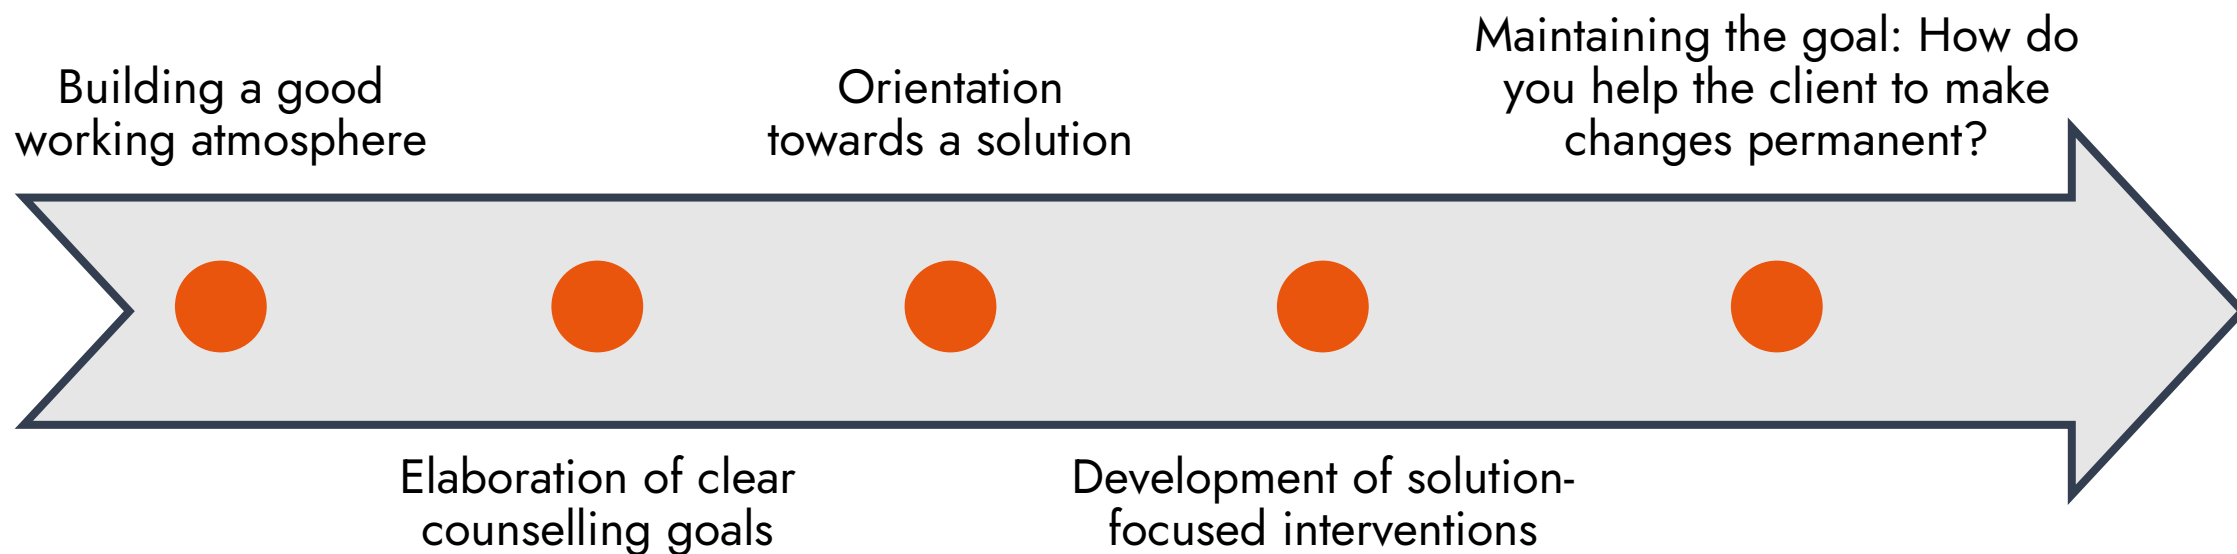 Building a good
working atmosphere
Elaboration of clear
counselling goals
Orientation
towards a solution
Development of solution-
focused interventions
Maintaining the goal: How do
you help the client to make
changes permanent?